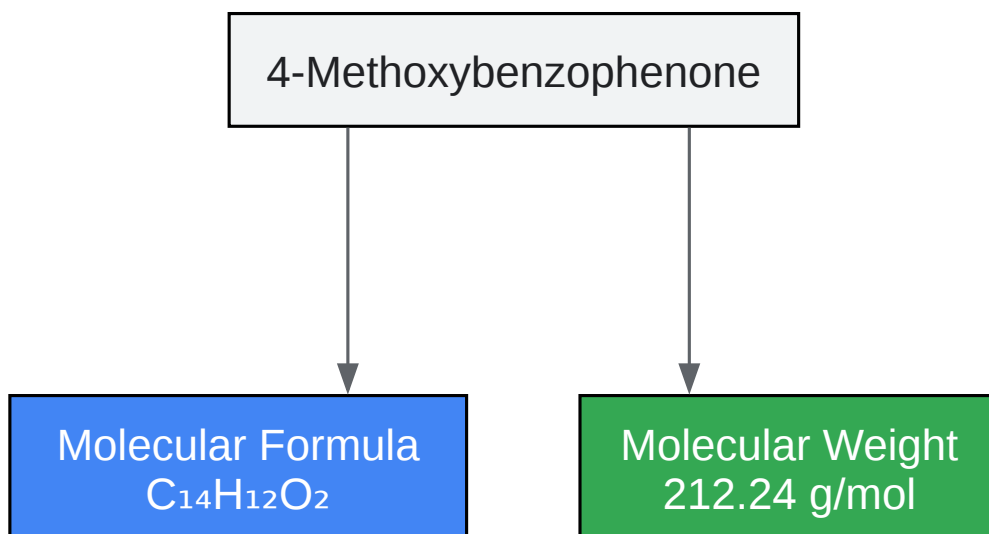 4-Methoxybenzophenone
Molecular Formula
C₁₄H₁₂O₂
Molecular Weight
212.24 g/mol